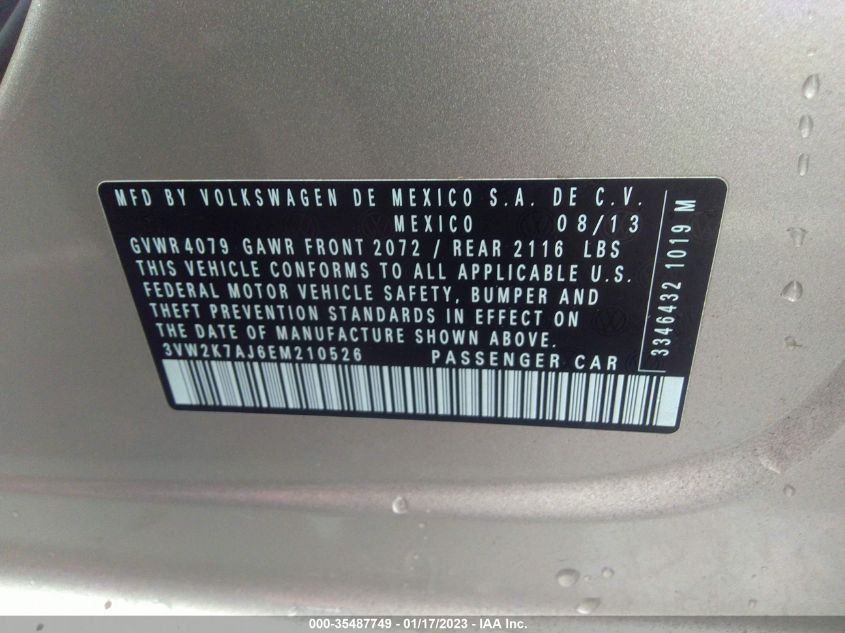 MFD BY VOLKSWAGEN DE MEXICO S.A. DE C.V.
MEXICO 08/13
GVWR 4079 GAWR FRONT 2072 / REAR 2116 LBS
THIS VEHICLE CONFORMS TO ALL APPLICABLE U.S.
FEDERAL MOTOR VEHICLE SAFETY, BUMPER AND
THEFT PREVENTION STANDARDS IN EFFECT ON
THE DATE OF MANUFACTURE SHOWN ABOVE.
3VW2K7AJ6EM210526 PASSENGER CAR
3346432 1019 M
000-35487749 - 01/17/2023 - IAA Inc.